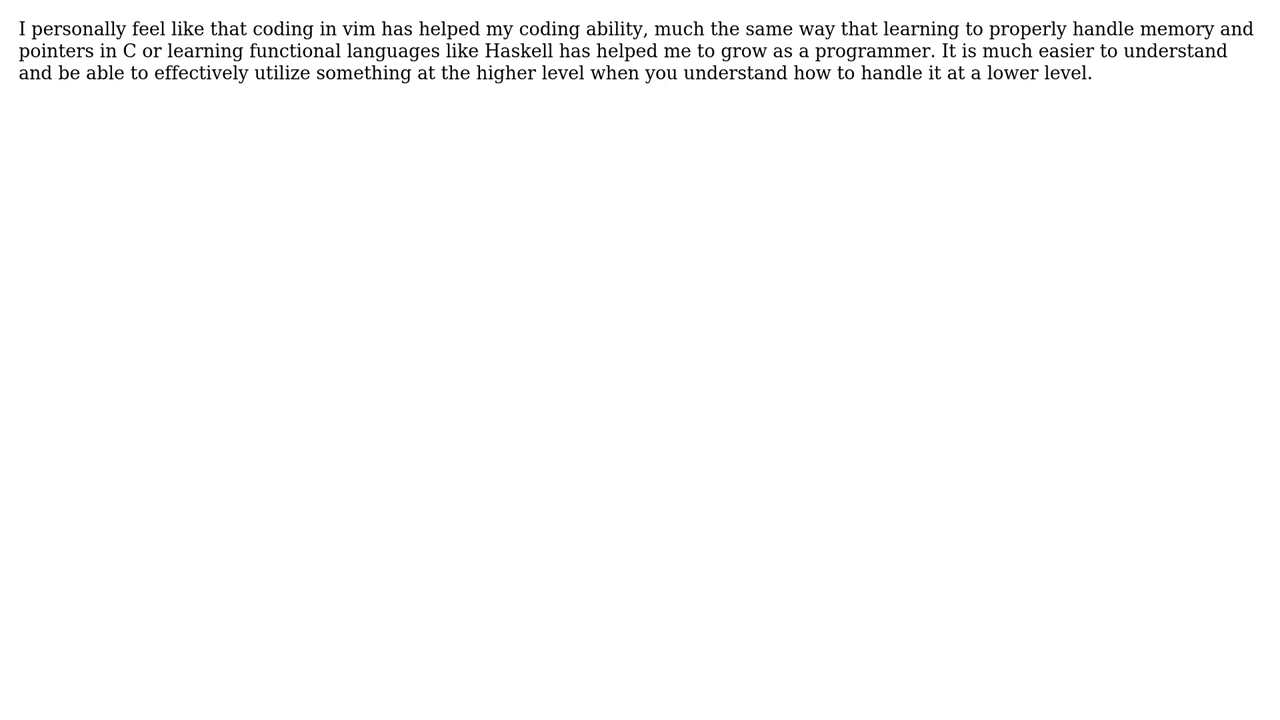 I personally feel like that coding in vim has helped my coding ability, much the same way that learning to properly handle memory and
pointers in C or learning functional languages like Haskell has helped me to grow as a programmer. It is much easier to understand
and be able to effectively utilize something at the higher level when you understand how to handle it at a lower level.